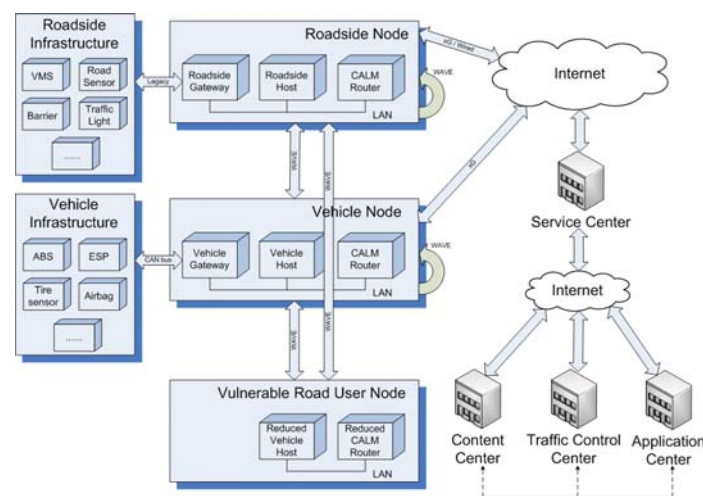 Roadside
Infrastructure
VMS
Road
Sensor
Barrier
Traffic
Light
......
Legacy
Roadside Node
Roadside
Gateway
Roadside
Host
CALM
Router
LAN
WAVE
xG / Wired
Internet
WAVE
WAVE
xG
Service Center
Vehicle
Infrastructure
ABS
ESP
Tire
sensor
Airbag
......
CAN bus
Vehicle Node
Vehicle
Gateway
Vehicle
Host
CALM
Router
LAN
WAVE
Internet
WAVE
WAVE
Vulnerable Road User Node
Reduced
Vehicle
Host
Reduced
CALM
Router
LAN
Content
Center
Traffic Control
Center
Application
Center